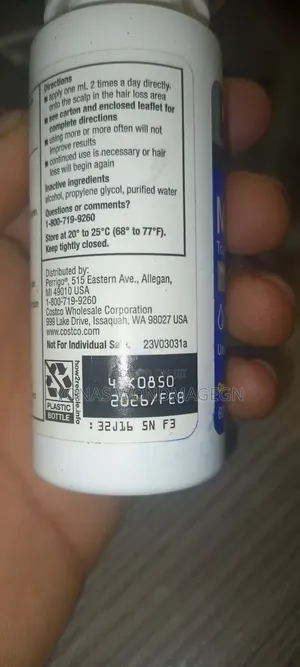 Directions
■ apply one mL 2 times a day directly
onto the scalp in the hair loss area
■ see carton and enclosed leaflet for
complete directions
■ using more or more often will not
improve results
■ continued use is necessary or hair
loss will begin again
Inactive ingredients
alcohol, propylene glycol, purified water
Questions or comments?
1-800-719-9260
Store at 20° to 25°C (68° to 77°F).
Keep tightly closed.
Distributed by:
Perrigo®, 515 Eastern Ave., Allegan,
MI 49010 USA
1-800-719-9260
Costco Wholesale Corporation
999 Lake Drive, Issaquah, WA 98027 USA
www.costco.com
Not For Individual Sale. 23V03031a
how2recycle.info
PLASTIC
BOTTLE
2026/FEB
: 32J16 SN F3